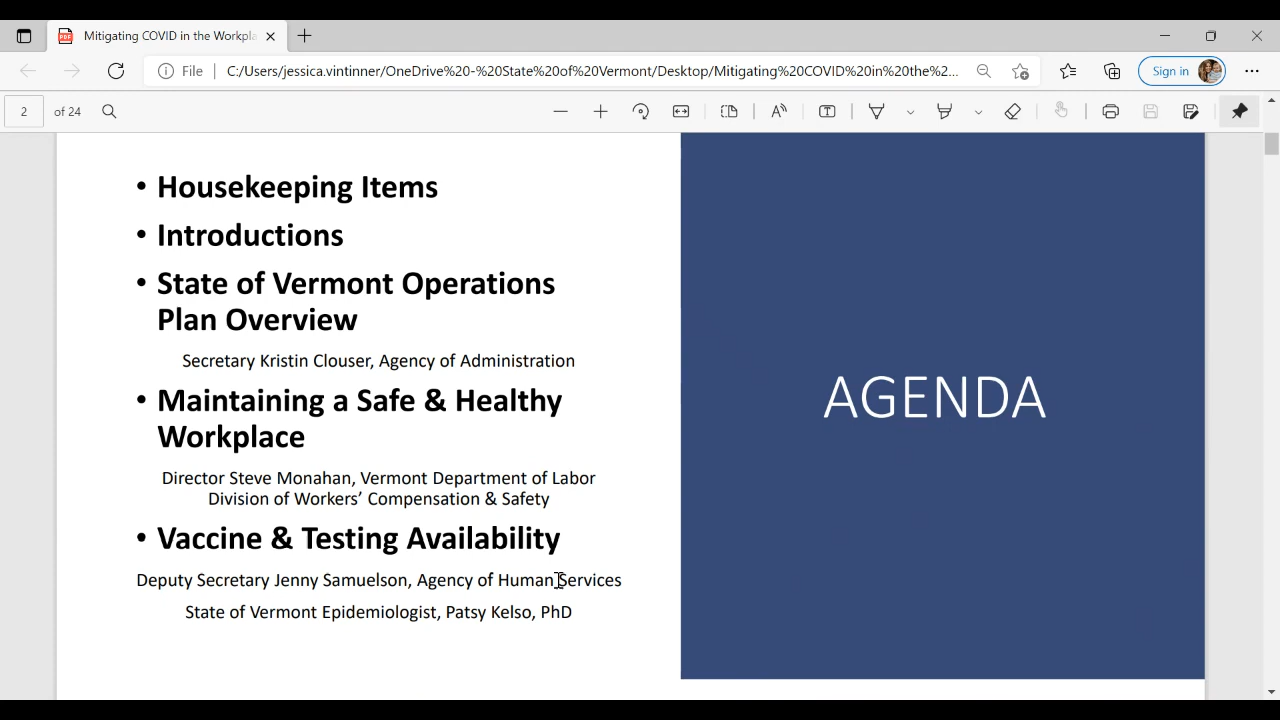 Mitigating COVID in the Workpla
File
C:/Users/jessica.vintinner/OneDrive%20-%20State%20of%20Vermont/Desktop/Mitigating%20COVID%20in%20the%2...
Sign in
2 of 24
• Housekeeping Items
• Introductions
• State of Vermont Operations
Plan Overview
Secretary Kristin Clouser, Agency of Administration
• Maintaining a Safe & Healthy
Workplace
Director Steve Monahan, Vermont Department of Labor
Division of Workers’ Compensation & Safety
• Vaccine & Testing Availability
Deputy Secretary Jenny Samuelson, Agency of Human Services
State of Vermont Epidemiologist, Patsy Kelso, PhD
AGENDA